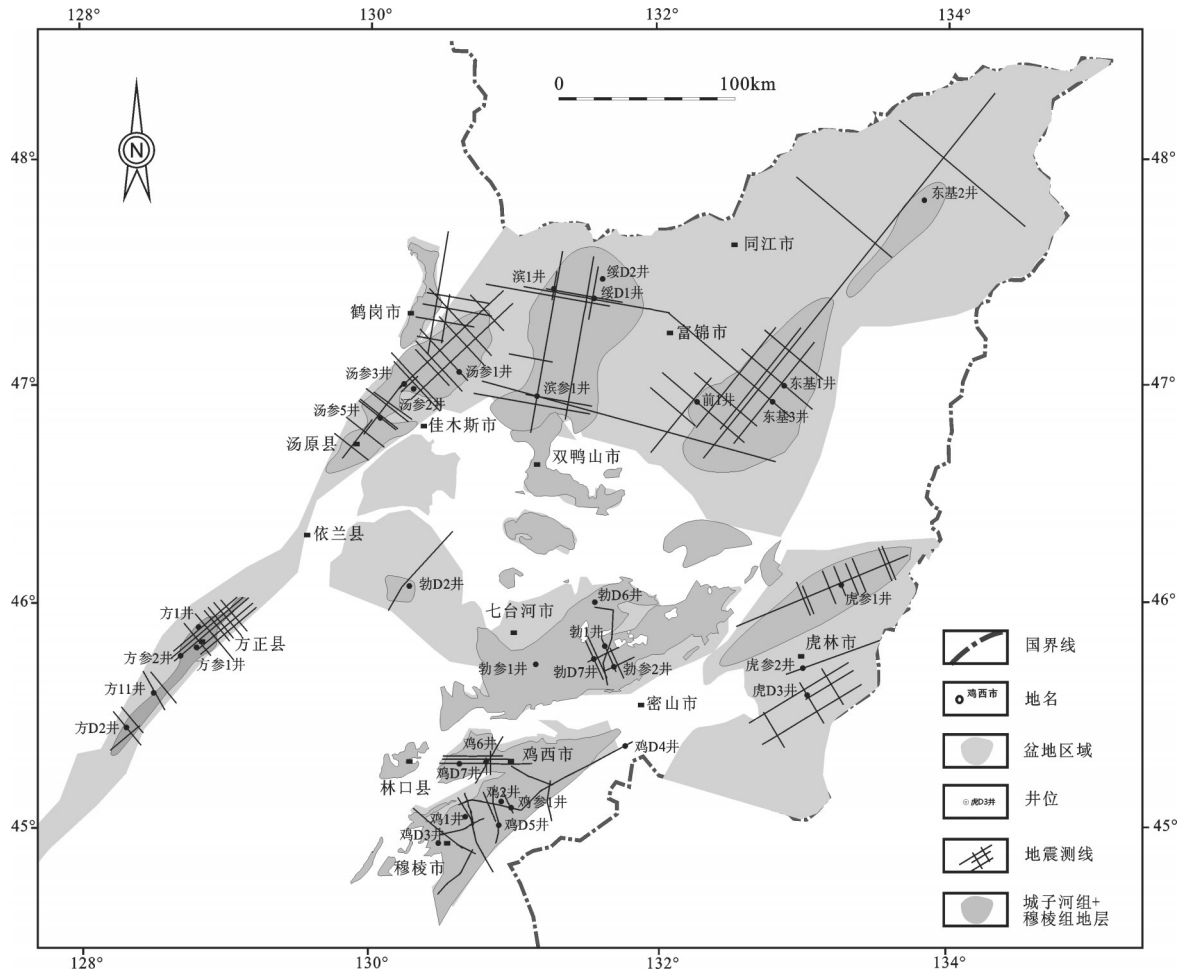 128°
130°
132°
134°
0
100km
N
48°
48°
东基2井
同江市
滨1井
绥D2井
绥D1井
鹤岗市
富锦市
汤参3井
汤参1井
47°
47°
汤参2井
滨参1井
前1井
东基1井
东基3井
汤参5井
佳木斯市
汤原县
双鸭山市
依兰县
勃D2井
勃D6井
虎参1井
46°
46°
七台河市
方1井
方正县
勃1井
虎林市
方参2井
方参1井
勃参1井
勃D7井
勃参2井
虎参2井
方11井
虎D3井
密山市
方D2井
鸡6井
鸡西市
鸡D4井
鸡D7井
林口县
鸡2井
鸡参1井
鸡1井
鸡D5井
鸡D3井
45°
45°
穆棱市
国界线
鸡西市
地名
盆地区域
虎D3井
井位
地震测线
城子河组+
穆棱组地层
128°
130°
132°
134°